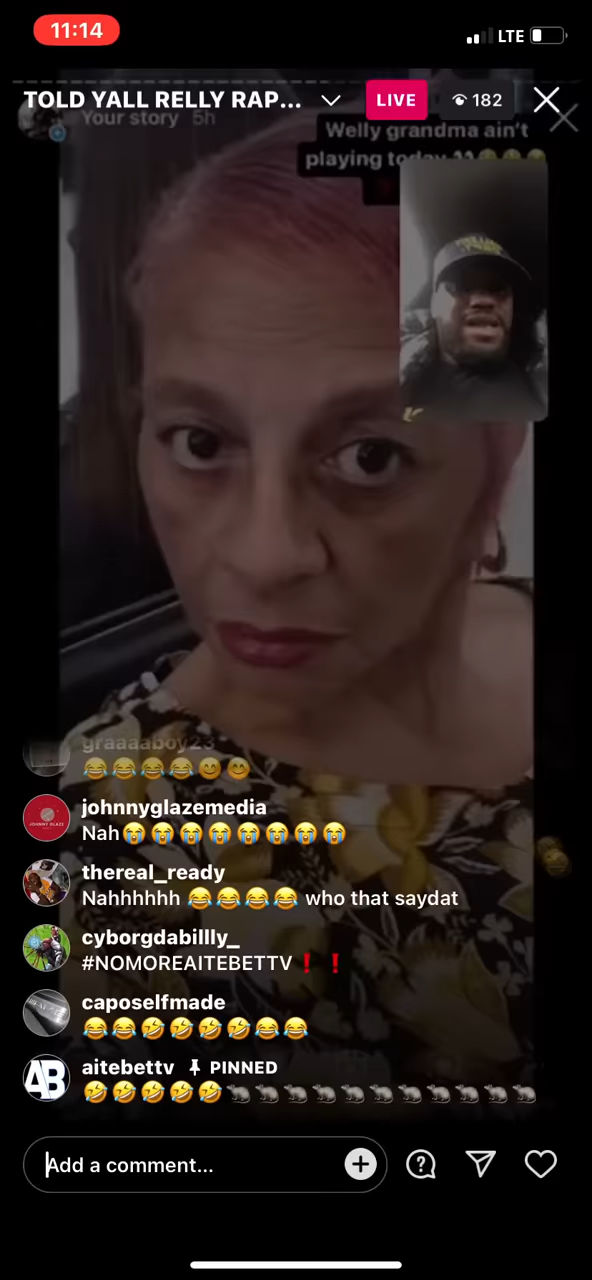 11:14
LTE
TOLD YALL RELLY RAP...
LIVE
182
Your story 5h
Welly grandma ain't
playing today 👀😂😂😂
graaaaboy23
😂😂😂😂😊😊
johnnyglazemedia
Nah😭😭😭😭😭😭😭😭
thereal_ready
Nahhhhhh 😂😂😂😂 who that saydat
cyborgdabillly_
#NOMOREAITEBETTV❗❗
caposelfmade
😂😂🤣🤣🤣🤣😂😂
aitebettv PINNED
🤣🤣🤣🤣🤣🐀🐀🐀🐀🐀🐀🐀🐀🐀🐀🐀
Add a comment...